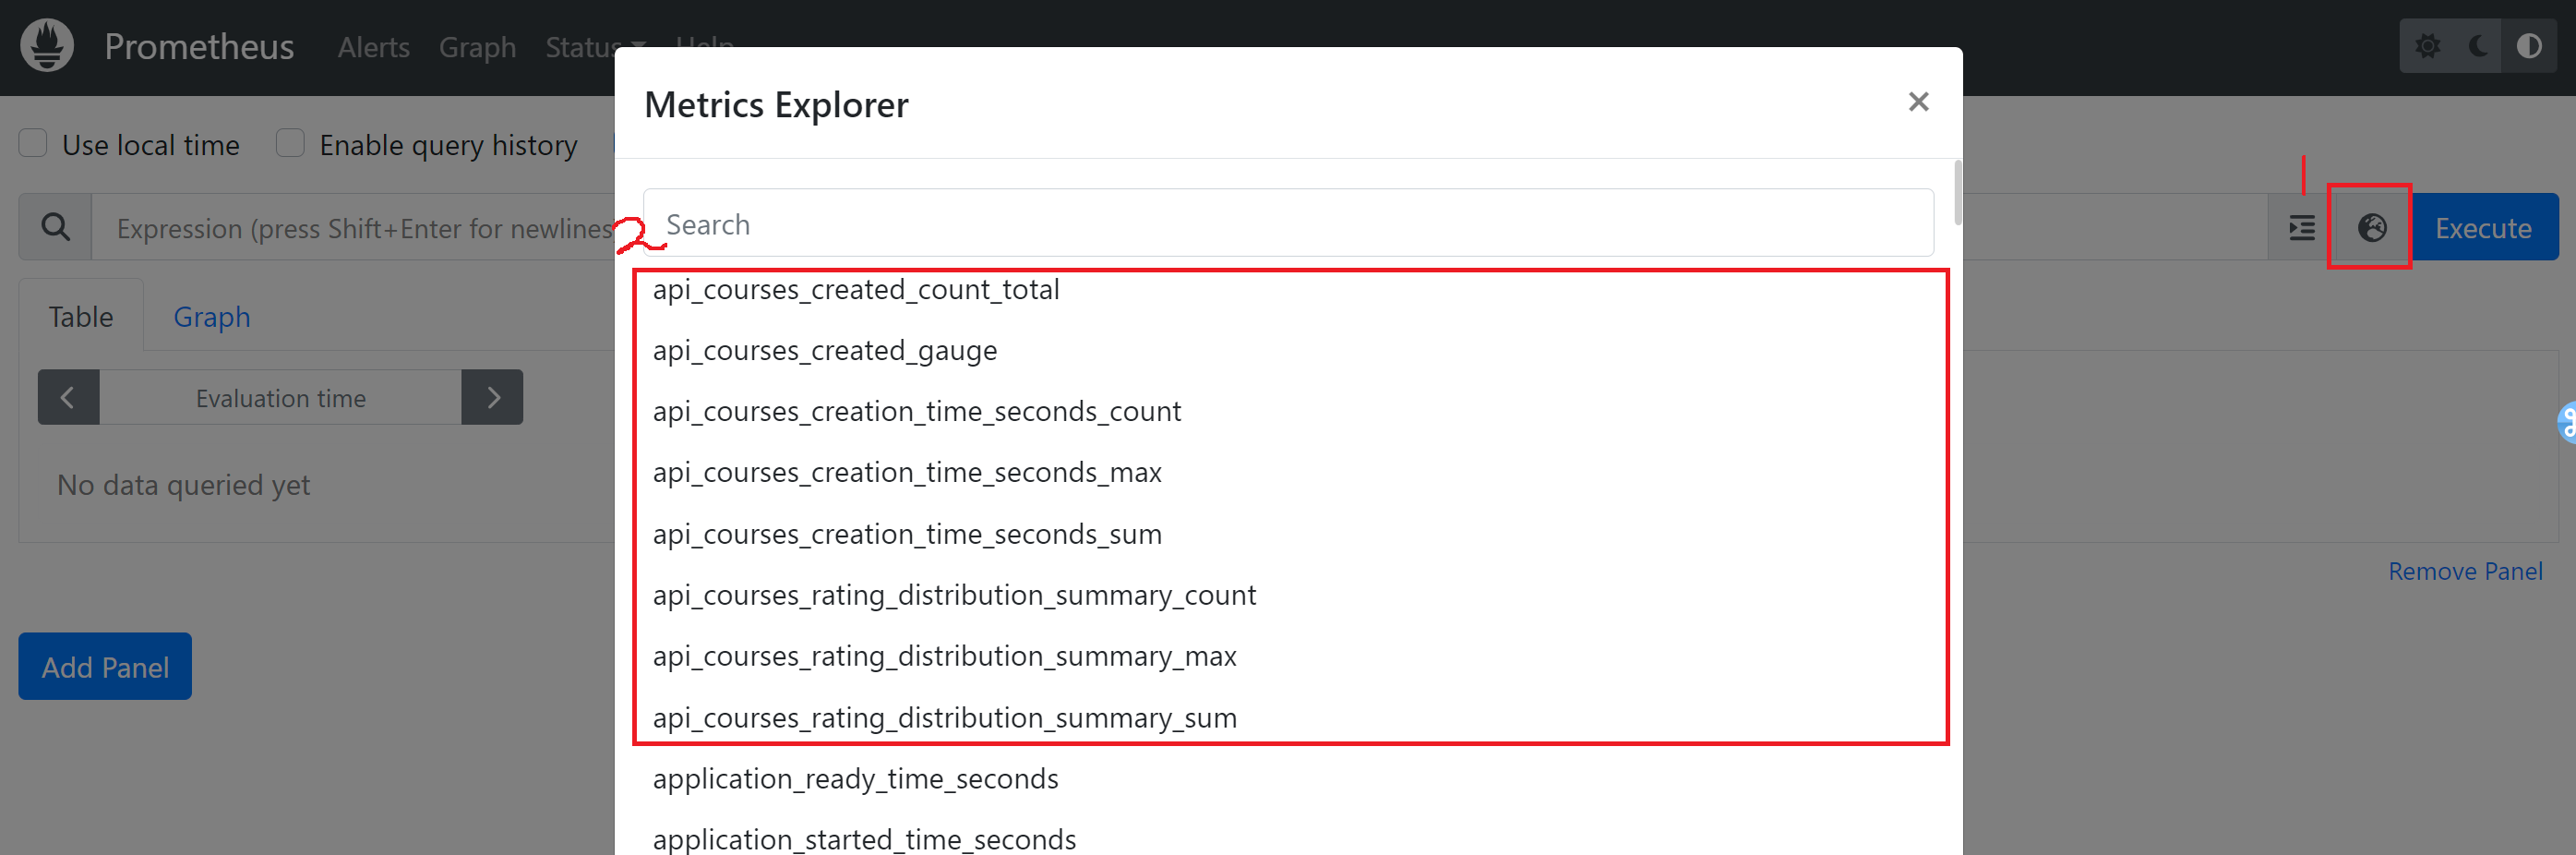 Prometheus Alerts Graph Status Help
Metrics Explorer
Use local time Enable query history
1
Expression (press Shift+Enter for newlines
2
Search
Execute
api_courses_created_count_total
Table Graph
api_courses_created_gauge
Evaluation time
api_courses_creation_time_seconds_count
api_courses_creation_time_seconds_max
No data queried yet
api_courses_creation_time_seconds_sum
Remove Panel
api_courses_rating_distribution_summary_count
api_courses_rating_distribution_summary_max
Add Panel
api_courses_rating_distribution_summary_sum
application_ready_time_seconds
application_started_time_seconds